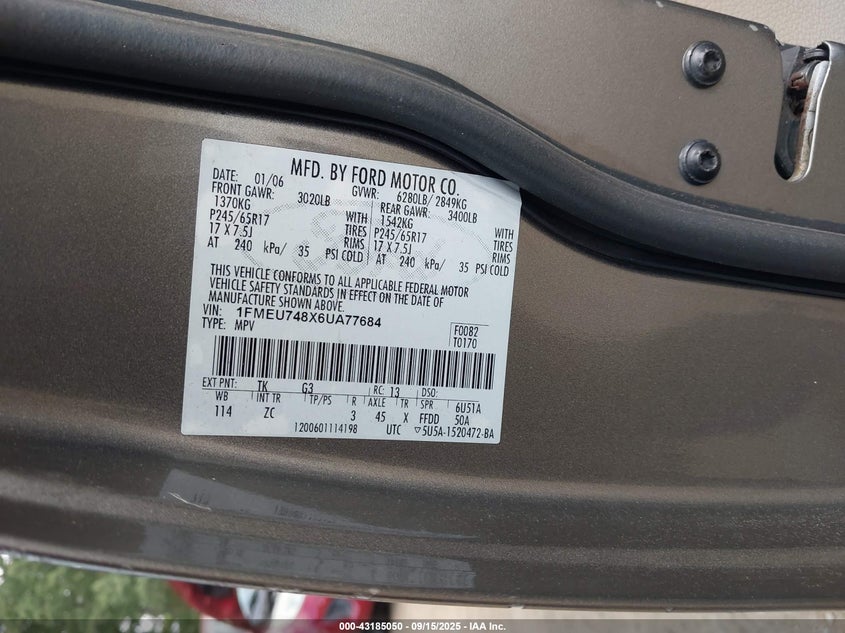 MFD. BY FORD MOTOR CO.
DATE: 01/06 GVWR: 6280LB/ 2849KG
FRONT GAWR: 3020LB REAR GAWR: 3400LB
1370KG WITH 1542KG WITH
P245/65R17 TIRES P245/65R17 TIRES
17 X 7.5J RIMS 17 X 7.5J RIMS
AT 240 kPa/ 35 PSI COLD AT 240 kPa/ 35 PSI COLD
THIS VEHICLE CONFORMS TO ALL APPLICABLE FEDERAL MOTOR
VEHICLE SAFETY STANDARDS IN EFFECT ON THE DATE OF
MANUFACTURE SHOWN ABOVE.
VIN: 1FMEU748X6UA77684
TYPE: MPV
F0082
T0170
EXT PNT: TK G3 RC: 13 DSO:
WB INT TR TP/PS R AXLE TR SPR 6U51A
114 ZC 3 45 X FFDD 50A
1200601114198 UTC ▽5U5A-1520472-BA
000-43185050 - 09/15/2025 - IAA Inc.